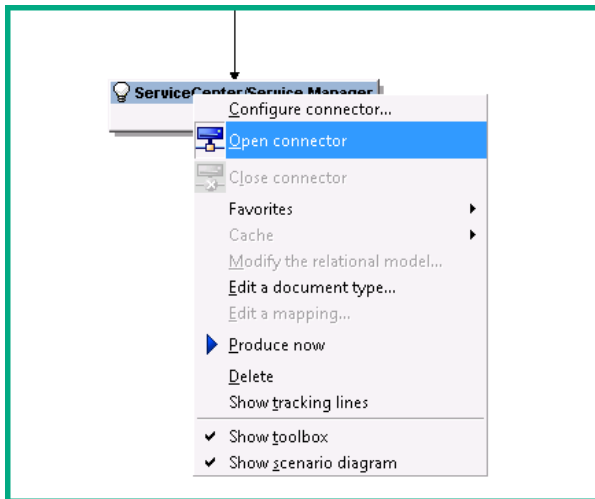 ServiceCenter/Service Manager
Configure connector...
Open connector
Close connector
Favorites
Cache
Modify the relational model...
Edit a document type...
Edit a mapping...
Produce now
Delete
Show tracking lines
Show toolbox
Show scenario diagram